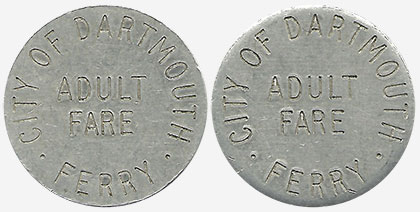 CITY OF DARTMOUTH
ADULT
FARE
· FERRY ·
CITY OF DARTMOUTH
ADULT
FARE
· FERRY ·